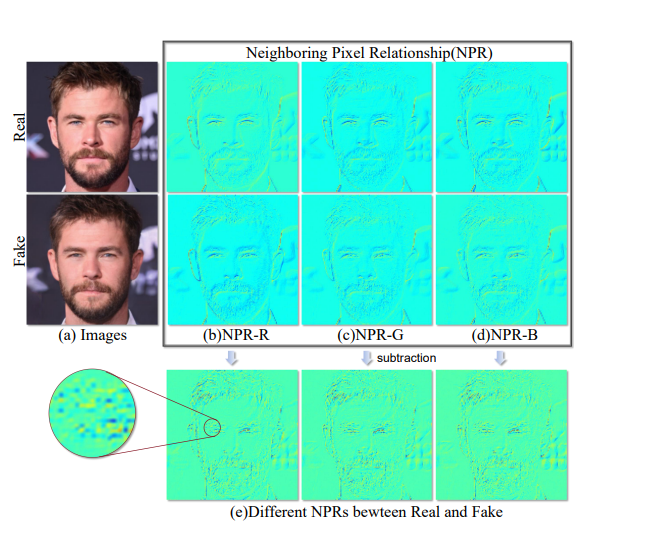 Neighboring Pixel Relationship(NPR)
Real
Fake
(a) Images
(b)NPR-R
(c)NPR-G
(d)NPR-B
subtraction
(e)Different NPRs bewteen Real and Fake